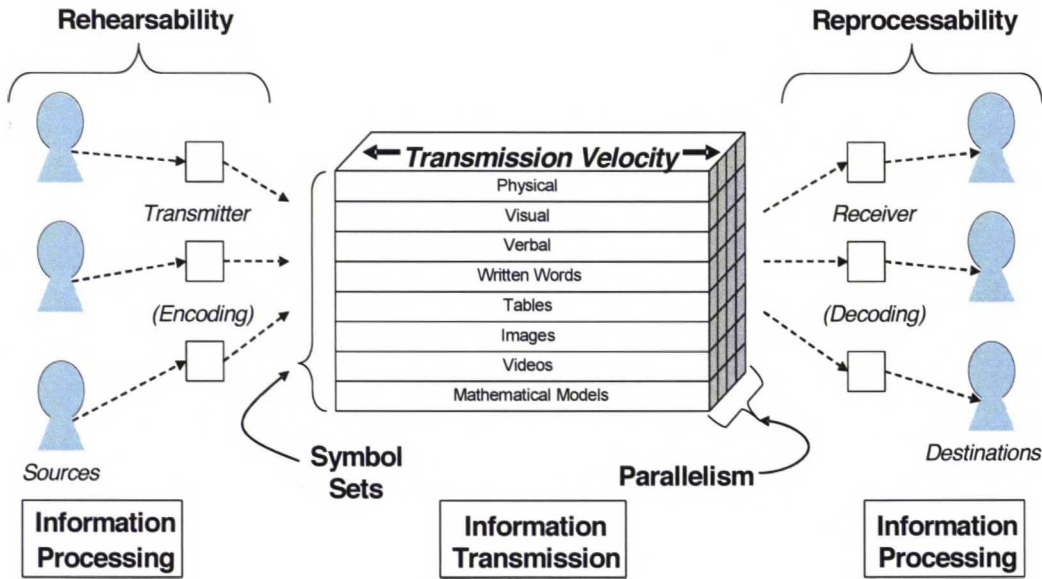 Rehearsability
Reprocessability
Transmission Velocity
Physical
Visual
Verbal
Written Words
Tables
Images
Videos
Mathematical Models
Transmitter
(Encoding)
Receiver
(Decoding)
Sources
Symbol
Sets
Parallelism
Destinations
Information
Processing
Information
Transmission
Information
Processing